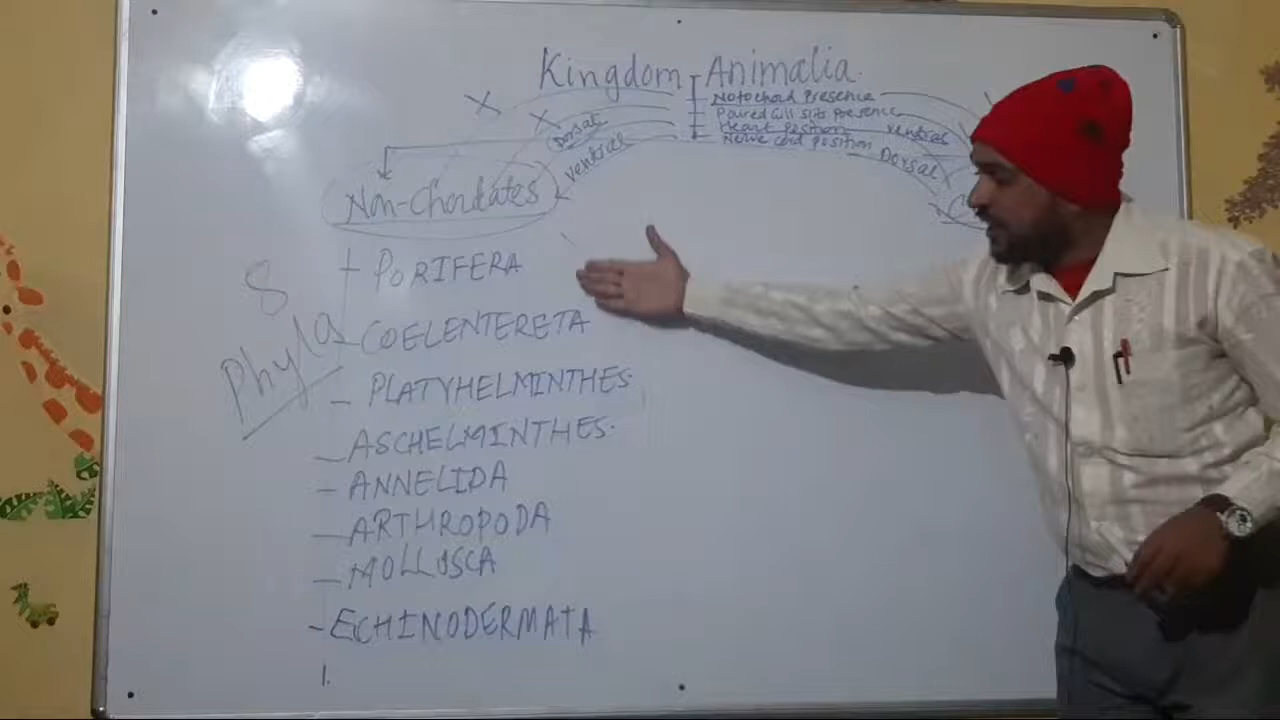 Kingdom Animalia.
Notochord Presence
Paired Gill slits Presence
Heart position
Nerve cord position
Dorsal
ventral
ventral
Dorsal
Non-Chordates
8
Phyla
PORIFERA
COELENTERETA
PLATYHELMINTHES.
ASCHELMINTHES.
ANNELIDA
ARTHROPODA
MOLLUSCA
ECHINODERMATA
1.